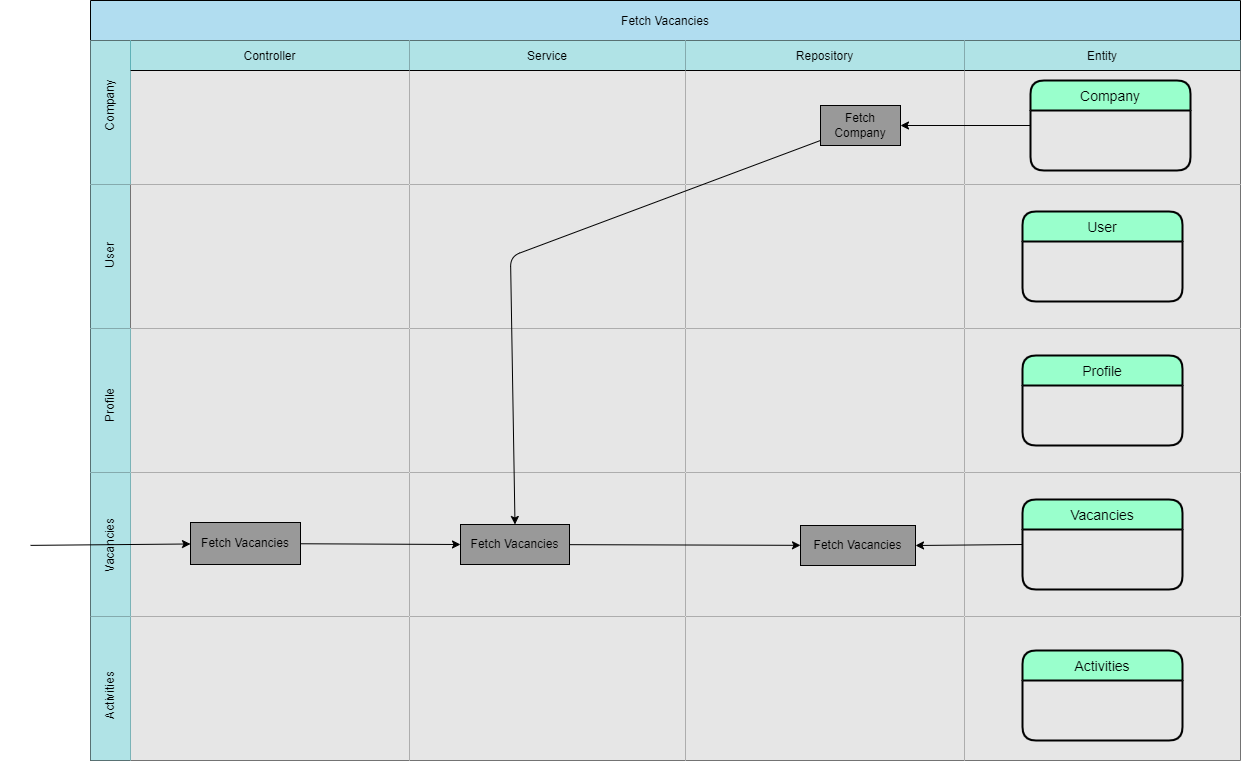 Fetch Vacancies
Controller
Service
Repository
Entity
Company
Fetch
Company
Company
User
User
Profile
Profile
Vacancies
Fetch Vacancies
Fetch Vacancies
Fetch Vacancies
Vacancies
Activities
Activities